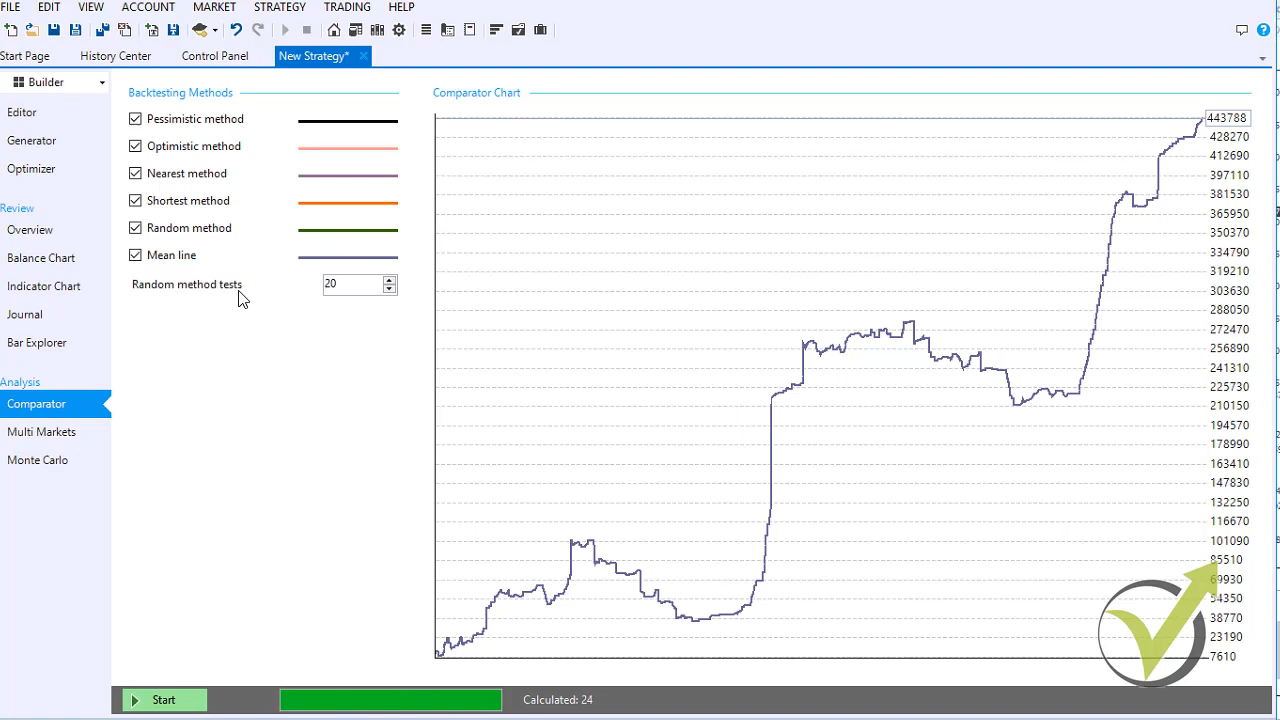 FILE EDIT VIEW ACCOUNT MARKET STRATEGY TRADING HELP
Start Page History Center Control Panel New Strategy*
Builder
Editor
Generator
Optimizer
Review
Overview
Balance Chart
Indicator Chart
Journal
Bar Explorer
Analysis
Comparator
Multi Markets
Monte Carlo
Backtesting Methods
Pessimistic method
Optimistic method
Nearest method
Shortest method
Random method
Mean line
Random method tests 20
Comparator Chart
443788
428270
412690
397110
381530
365950
350370
334790
319210
303630
288050
272470
256890
241310
225730
210150
194570
178990
163410
147830
132250
116670
101090
85510
69930
54350
38770
23190
7610
Start Calculated: 24